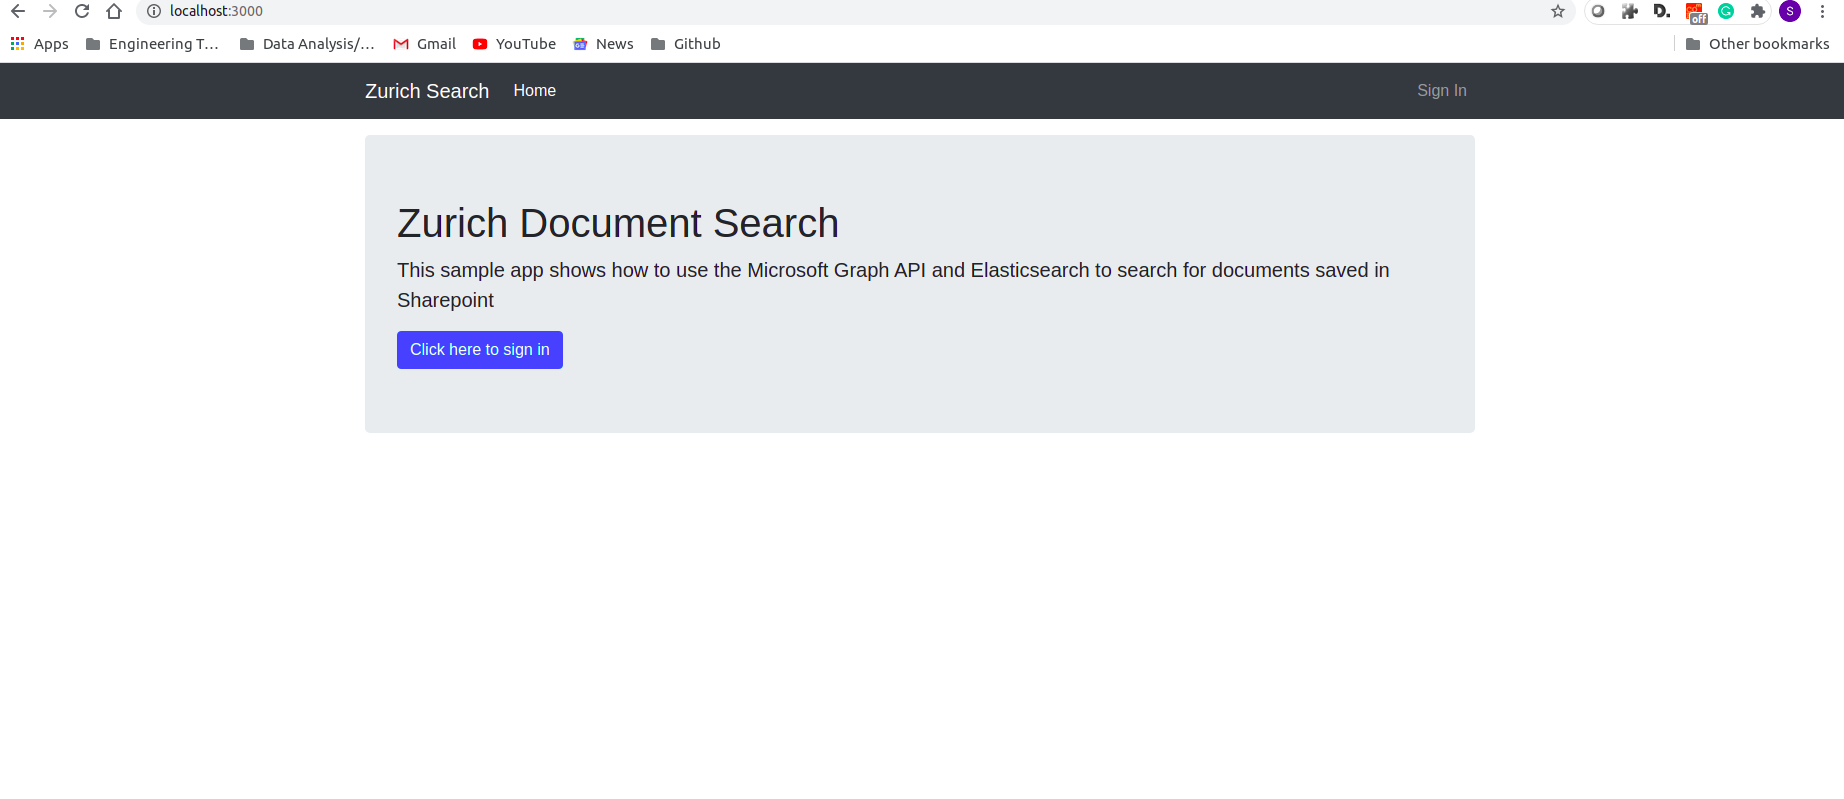 localhost:3000
Apps Engineering T... Data Analysis/... Gmail YouTube News Github Other bookmarks
off
S
Zurich Search Home Sign In
Zurich Document Search
This sample app shows how to use the Microsoft Graph API and Elasticsearch to search for documents saved in
Sharepoint
Click here to sign in